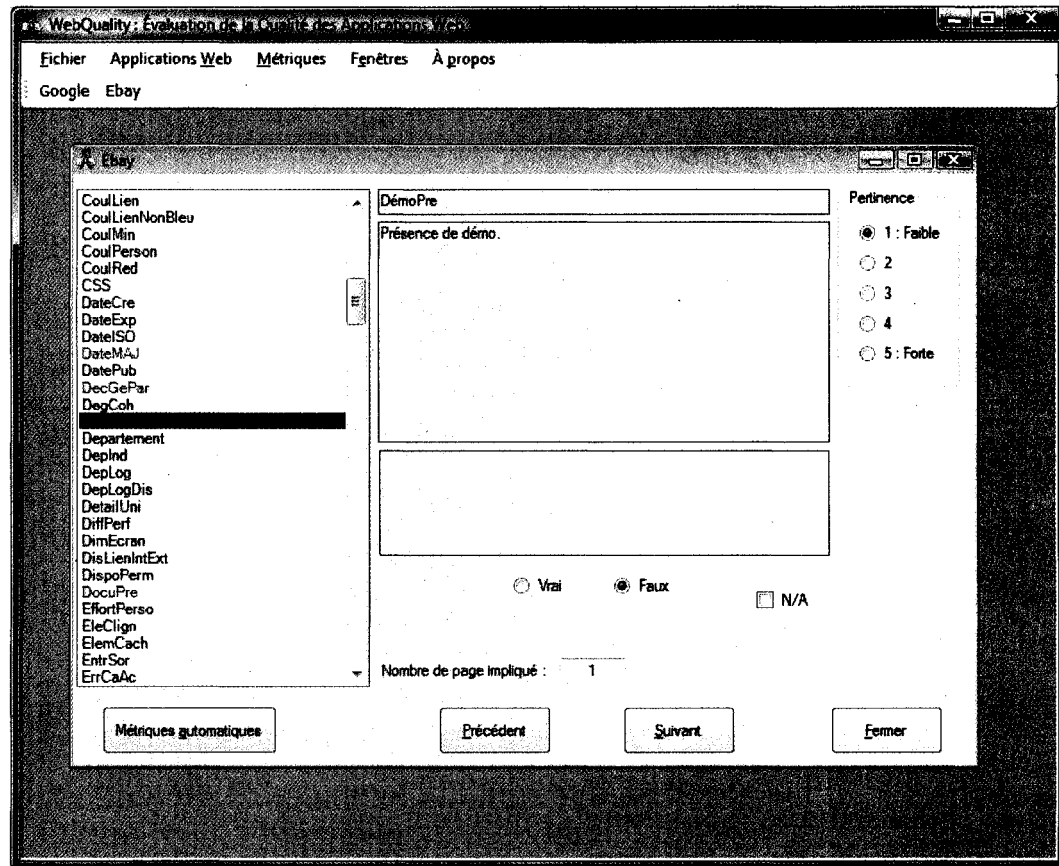 WebQuality : Évaluation de la Qualité des Applications Web
Fichier Applications Web Métriques Fenêtres À propos
Google Ebay
Ebay
CoulLien
CoulLienNonBleu
CoulMin
CoulPerson
CoulRed
CSS
DateCre
DateExp
DateISO
DateMAJ
DatePub
DecGePar
DegCoh
Departement
DepInd
DepLog
DepLogDis
DetailUni
DiffPerf
DimEcran
DisLienIntExt
DispoPerm
DocuPre
EffortPerso
EleClign
ElemCach
EntrSor
ErrCaAc
DémoPre
Présence de démo.
Pertinence
1 : Faible
2
3
4
5 : Forte
Vrai Faux N/A
Nombre de page impliqué : 1
Métriques automatiques Précédent Suivant Fermer